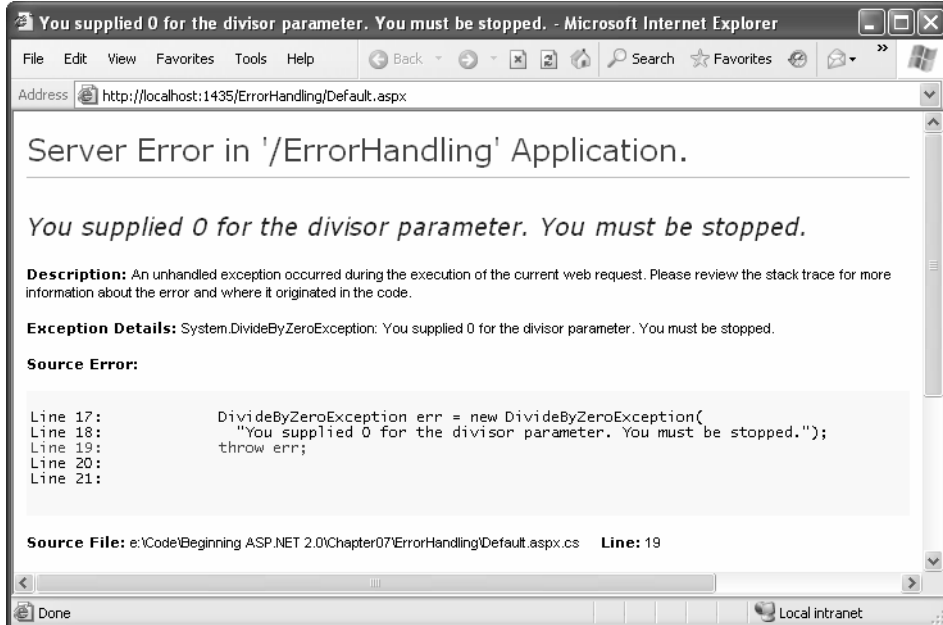 You supplied 0 for the divisor parameter. You must be stopped. - Microsoft Internet Explorer
File Edit View Favorites Tools Help Back Search Favorites »
Address http://localhost:1435/ErrorHandling/Default.aspx
Server Error in '/ErrorHandling' Application.
You supplied 0 for the divisor parameter. You must be stopped.
Description: An unhandled exception occurred during the execution of the current web request. Please review the stack trace for more
information about the error and where it originated in the code.
Exception Details: System.DivideByZeroException: You supplied 0 for the divisor parameter. You must be stopped.
Source Error:
Line 17: DivideByZeroException err = new DivideByZeroException(
Line 18: "You supplied 0 for the divisor parameter. You must be stopped.");
Line 19: throw err;
Line 20:
Line 21:
Source File: e:\Code\Beginning ASP.NET 2.0\Chapter07\ErrorHandling\Default.aspx.cs Line: 19
Done Local intranet